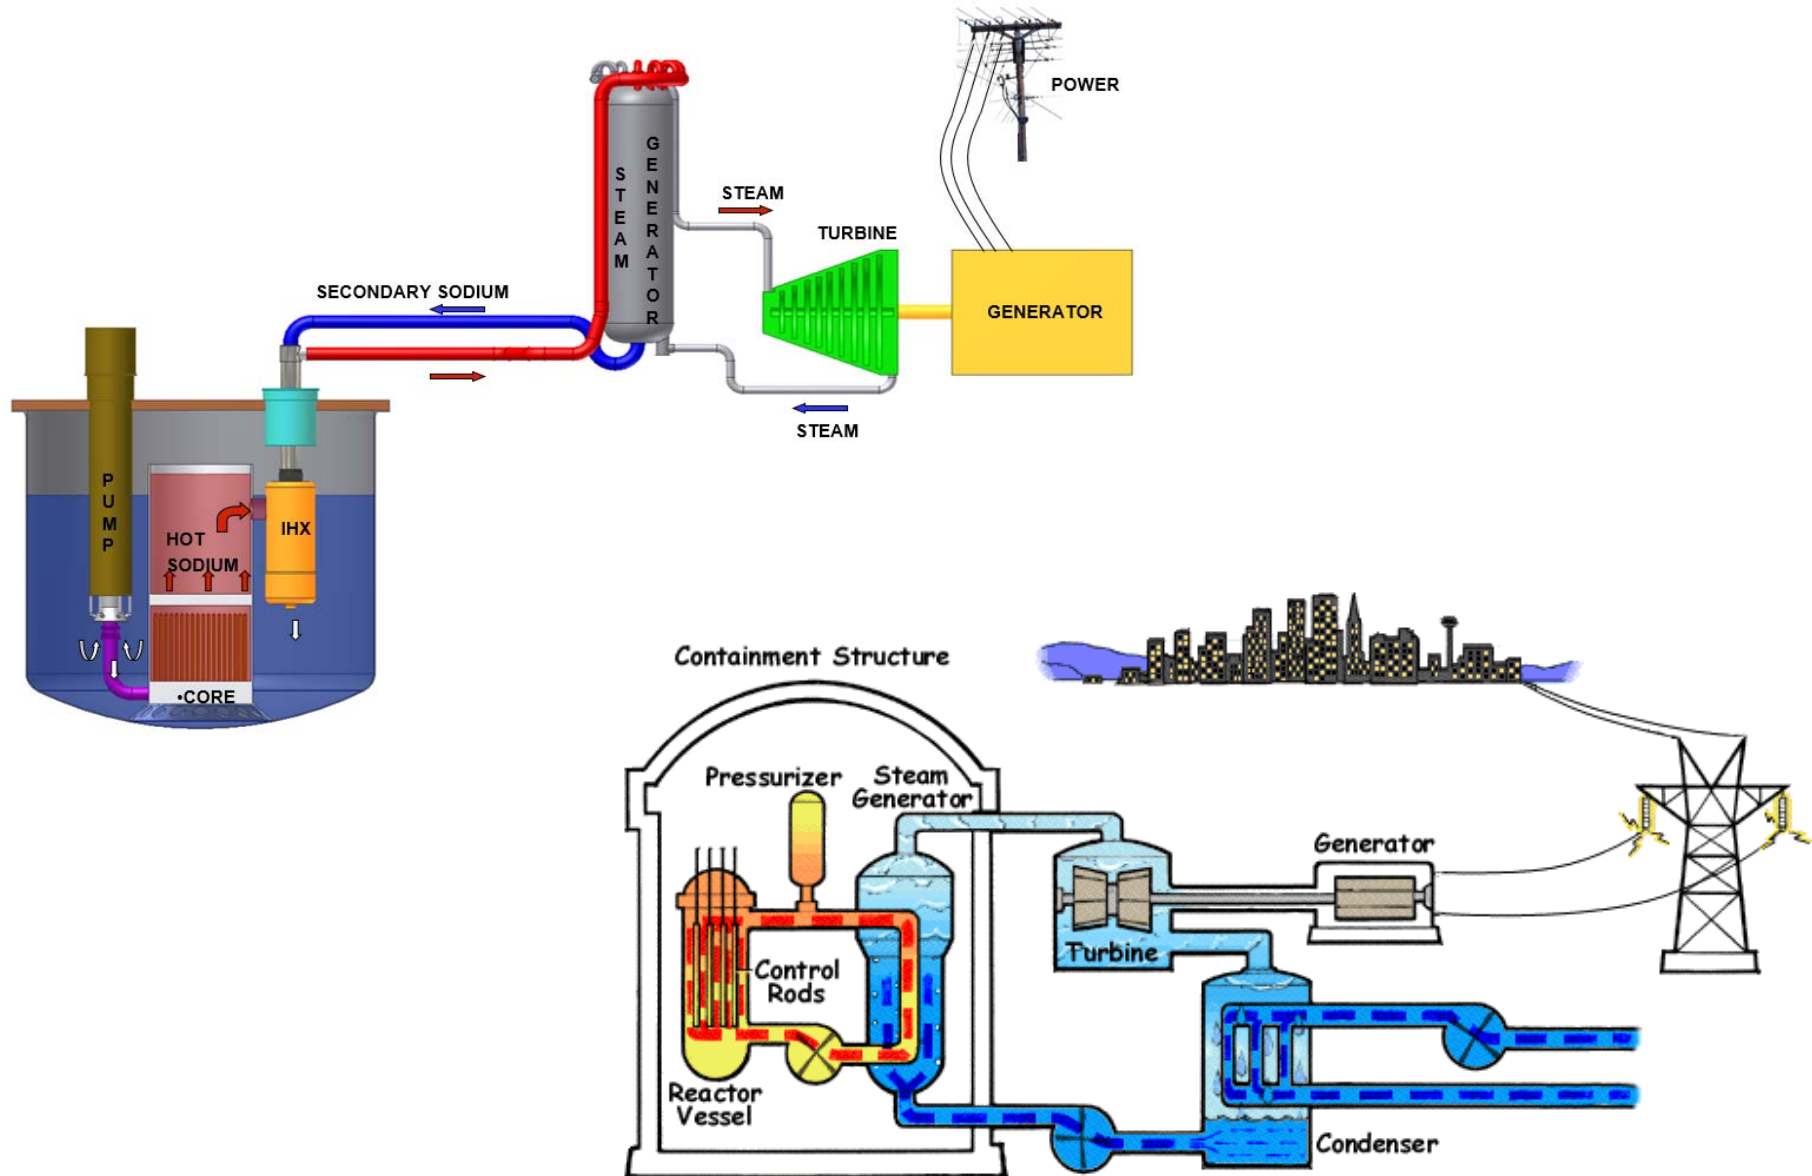 POWER
STEAM
GENERATOR
STEAM
TURBINE
SECONDARY SODIUM
GENERATOR
STEAM
PUMP
HOT
SODIUM
IHX
•CORE
Containment Structure
Pressurizer
Steam
Generator
Generator
Turbine
Control
Rods
Reactor
Vessel
Condenser